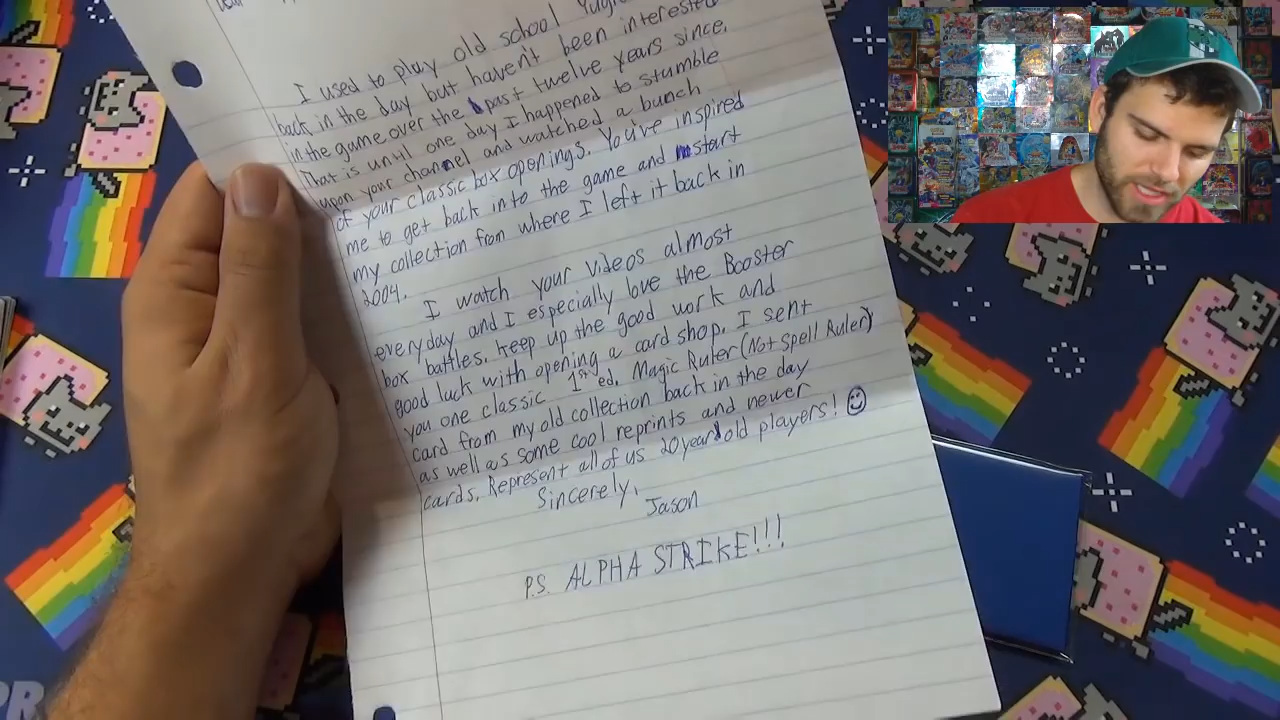 I used to play old school
back in the day but haven't been interested
in the game over the past twelve years since.
That is until one day I happened to stumble
upon your channel and watched a bunch
of your classic box openings. You've inspired
me to get back into the game and start
my collection from where I left it back in
2004.
I watch your videos almost
everyday and I especially love the Booster
box battles. Keep up the good work and
good luck with opening a card shop. I sent
you one classic 1st ed. Magic Ruler (Not Spell Ruler)
card from my old collection back in the day
as well as some cool reprints and newer
cards. Represent all of us 20 year old players! ☺
Sincerely,
Jason
P.S. ALPHA STRIKE!!!
PR